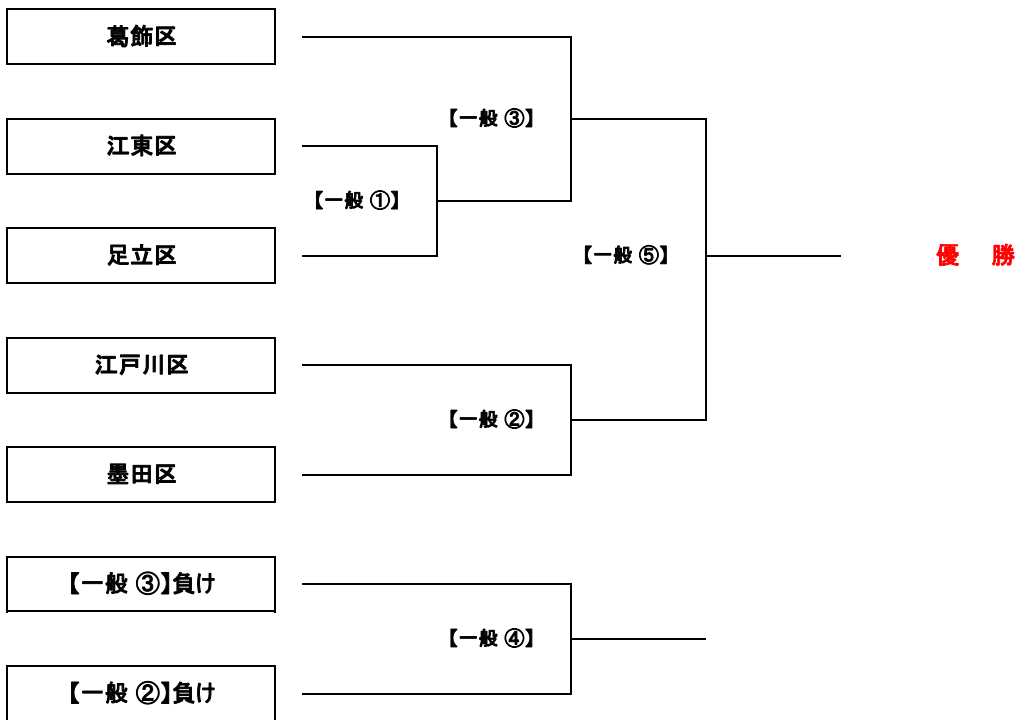 葛飾区
【一般 ③】
江東区
【一般 ①】
足立区
【一般 ⑤】
優 勝
江戸川区
【一般 ②】
墨田区
【一般 ③】負け
【一般 ④】
【一般 ②】負け